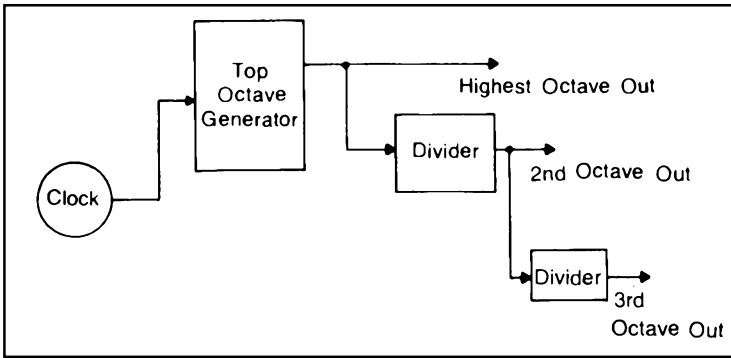 Top
Octave
Generator
Highest Octave Out
Divider
2nd Octave Out
Clock
Divider
3rd
Octave Out